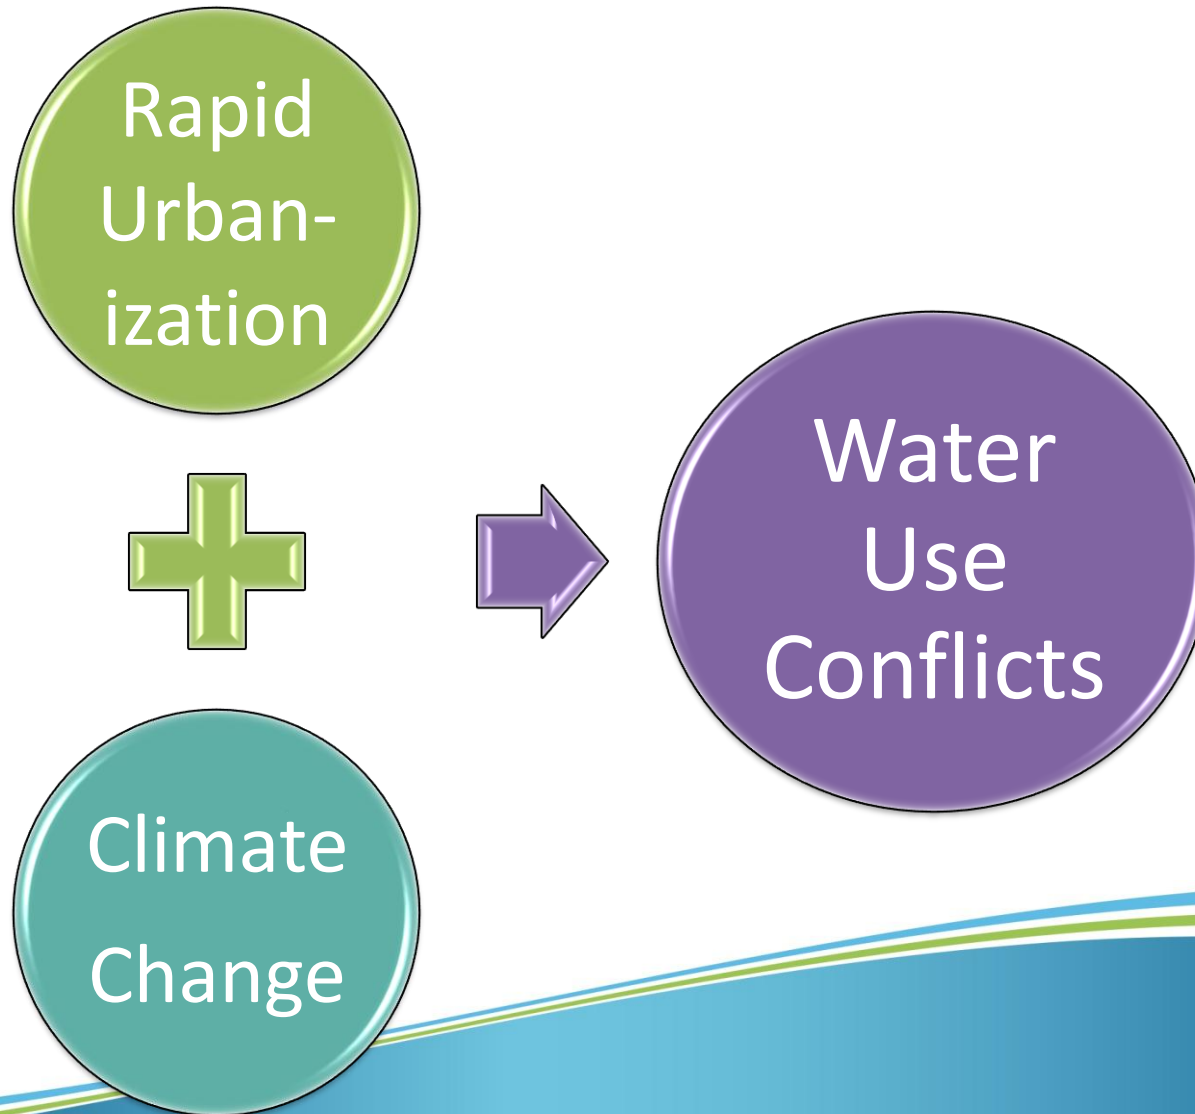 Rapid
Urban-
ization
Water
Use
Conflicts
Climate
Change